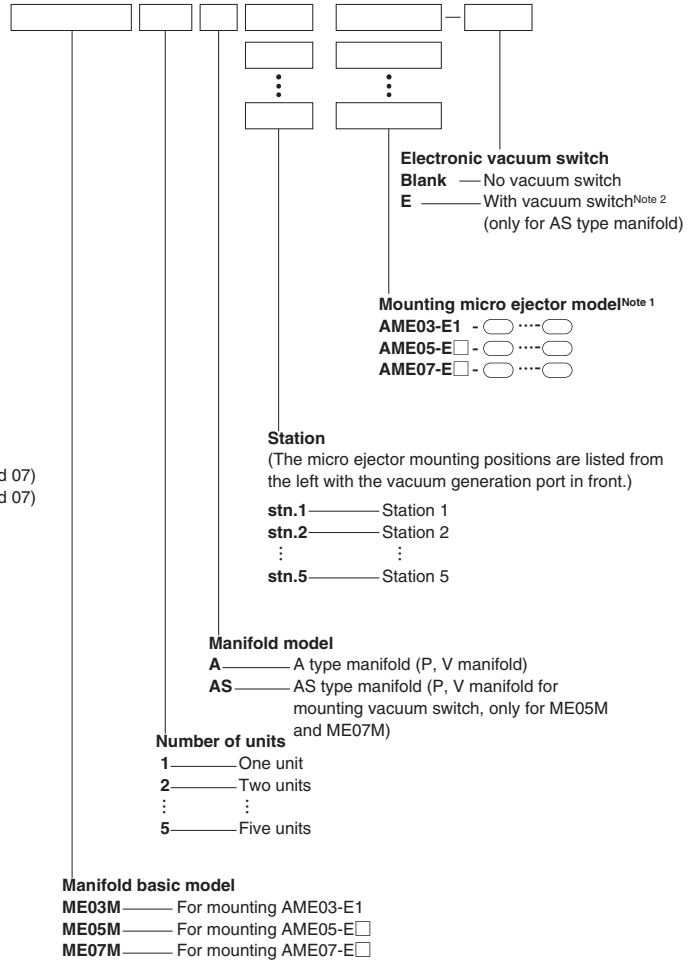 Electronic vacuum switch
Blank — No vacuum switch
E — With vacuum switch Note 2
(only for AS type manifold)
Mounting micro ejector model Note 1
AME03-E1 - ⋯-
AME05-E□ - ⋯-
AME07-E□ - ⋯-
Station
(The micro ejector mounting positions are listed from
the left with the vacuum generation port in front.)
stn.1 — Station 1
stn.2 — Station 2
⋮ ⋮
stn.5 — Station 5
d 07)
d 07)
Manifold model
A — A type manifold (P, V manifold)
AS — AS type manifold (P, V manifold for
mounting vacuum switch, only for ME05M
and ME07M)
Number of units
1 — One unit
2 — Two units
⋮ ⋮
5 — Five units
Manifold basic model
ME03M — For mounting AME03-E1
ME05M — For mounting AME05-E□
ME07M — For mounting AME07-E□